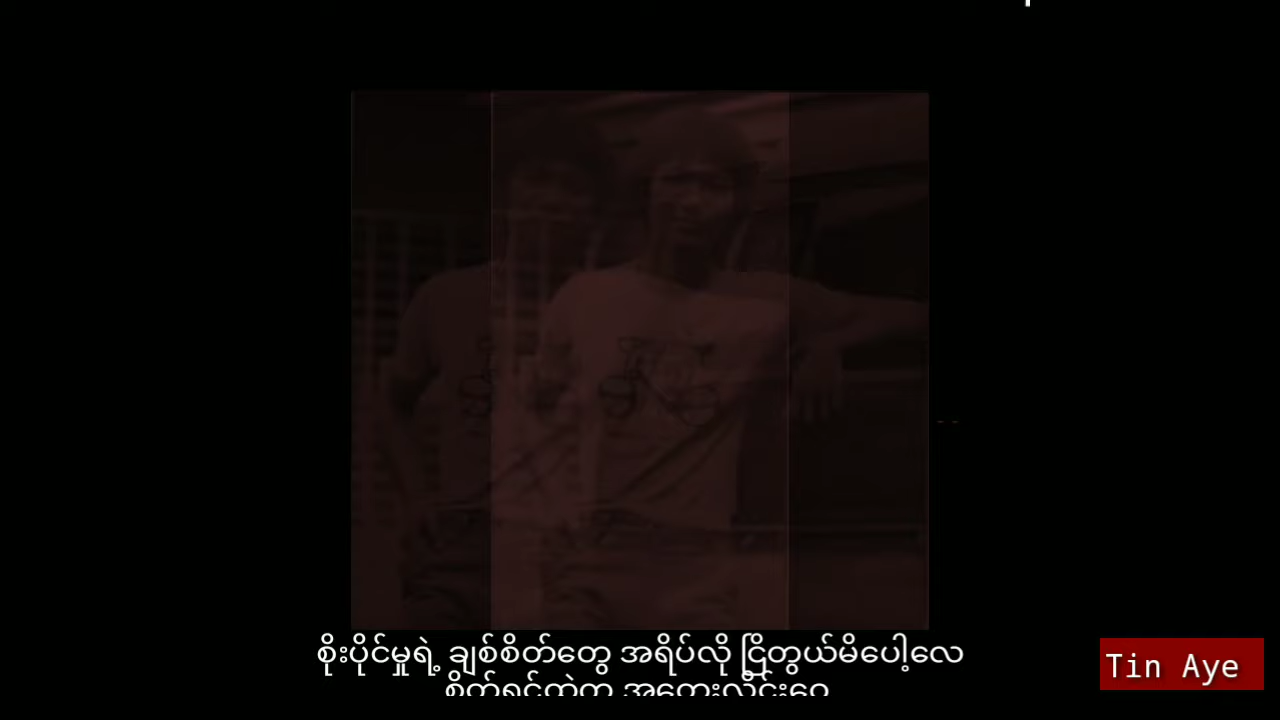 စိုးပိုင်မှုရဲ့ ချစ်စိတ်တွေ အရိပ်လို ငြိတွယ်မိပေါ့လေ
Tin Aye